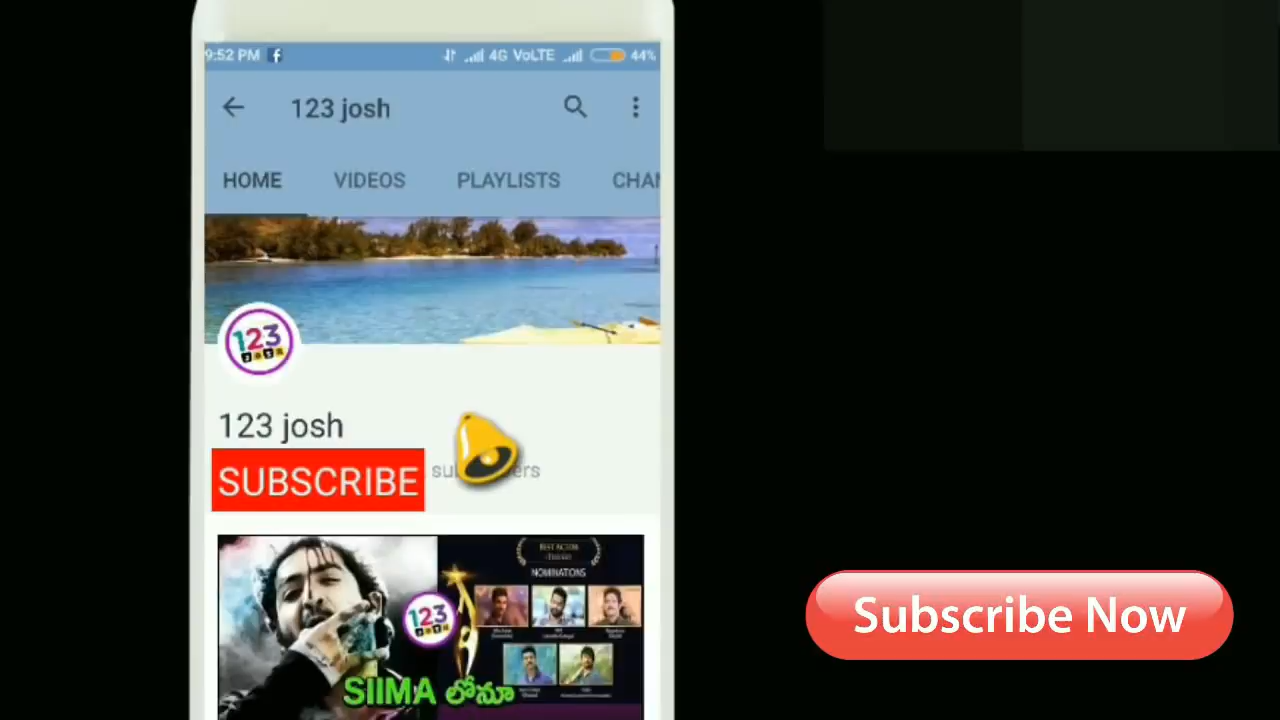 9:52 PM
4G VoLTE
44%
123 josh
HOME
VIDEOS
PLAYLISTS
CHAN
123
123 josh
SUBSCRIBE
Subscribe Now
BEST ACTOR
NOMINATIONS
123
SIIMA లోనూ